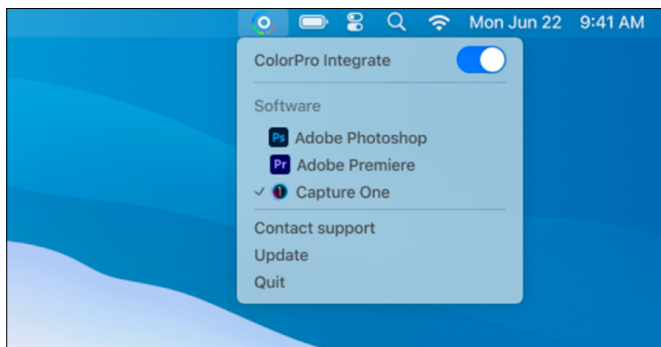 Mon Jun 22 9:41 AM
ColorPro Integrate
Software
Ps Adobe Photoshop
Pr Adobe Premiere
1 Capture One
Contact support
Update
Quit